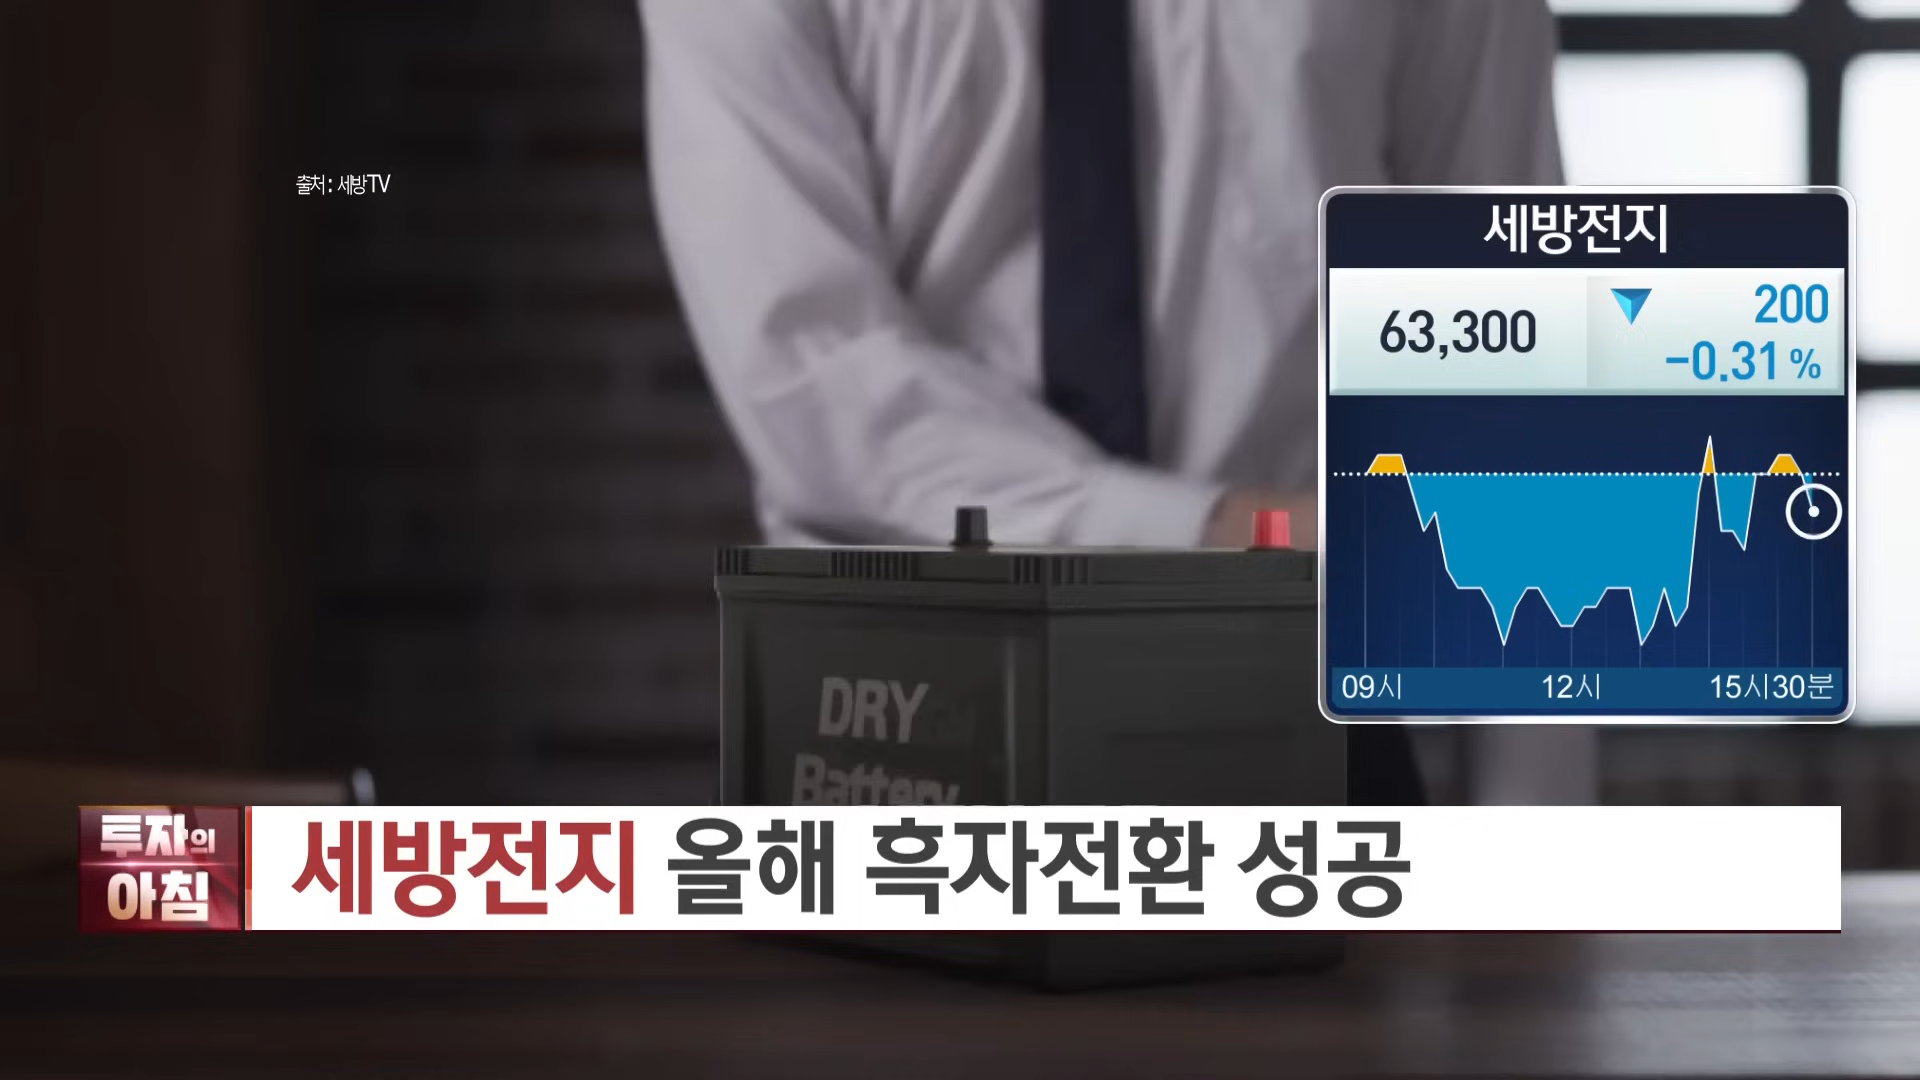 출처 : 세방TV
세방전지
63,300
200
-0.31 %
09시 12시 15시30분
DRY
Battery
투자의
아침
세방전지 올해 흑자전환 성공